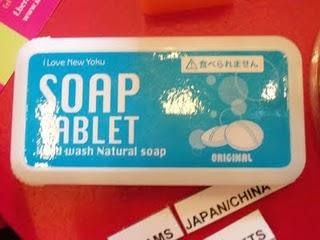 I Love New Yoku
⚠食べられません
SOAP
TABLET
wash Natural soap
ORIGINAL
JAPAN/CHINA